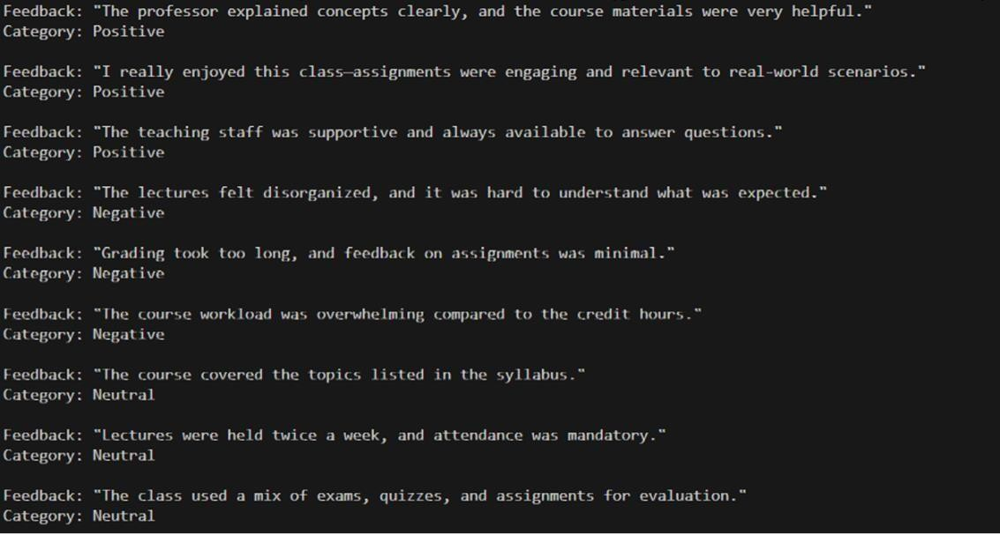 Feedback: "The professor explained concepts clearly, and the course materials were very helpful."
Category: Positive
Feedback: "I really enjoyed this class—assignments were engaging and relevant to real-world scenarios."
Category: Positive
Feedback: "The teaching staff was supportive and always available to answer questions."
Category: Positive
Feedback: "The lectures felt disorganized, and it was hard to understand what was expected."
Category: Negative
Feedback: "Grading took too long, and feedback on assignments was minimal."
Category: Negative
Feedback: "The course workload was overwhelming compared to the credit hours."
Category: Negative
Feedback: "The course covered the topics listed in the syllabus."
Category: Neutral
Feedback: "Lectures were held twice a week, and attendance was mandatory."
Category: Neutral
Feedback: "The class used a mix of exams, quizzes, and assignments for evaluation."
Category: Neutral